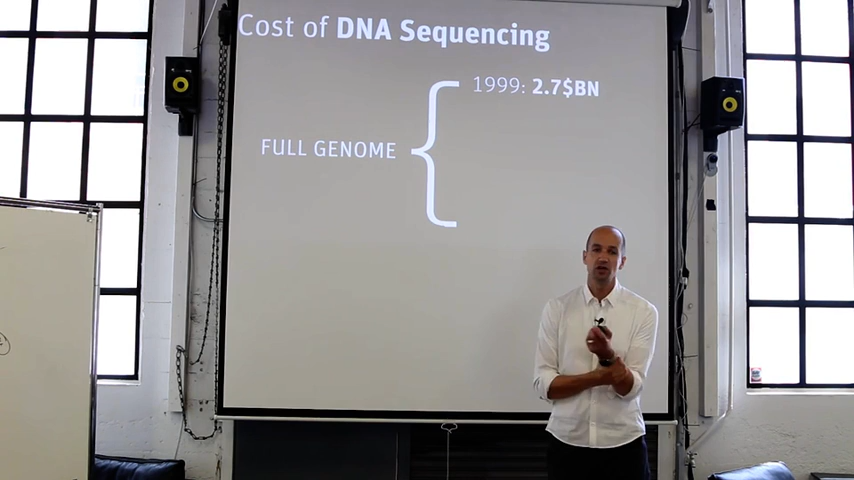 Cost of DNA Sequencing
1999: 2.7$BN
FULL GENOME